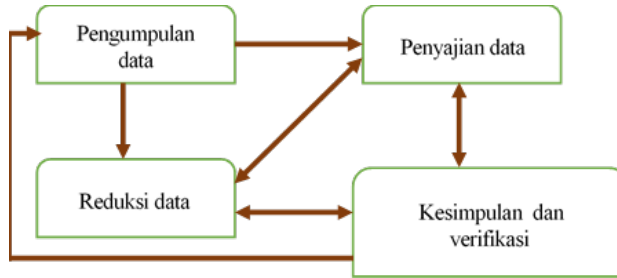 Pengumpulan
data
Penyajian data
Reduksi data
Kesimpulan dan
verifikasi